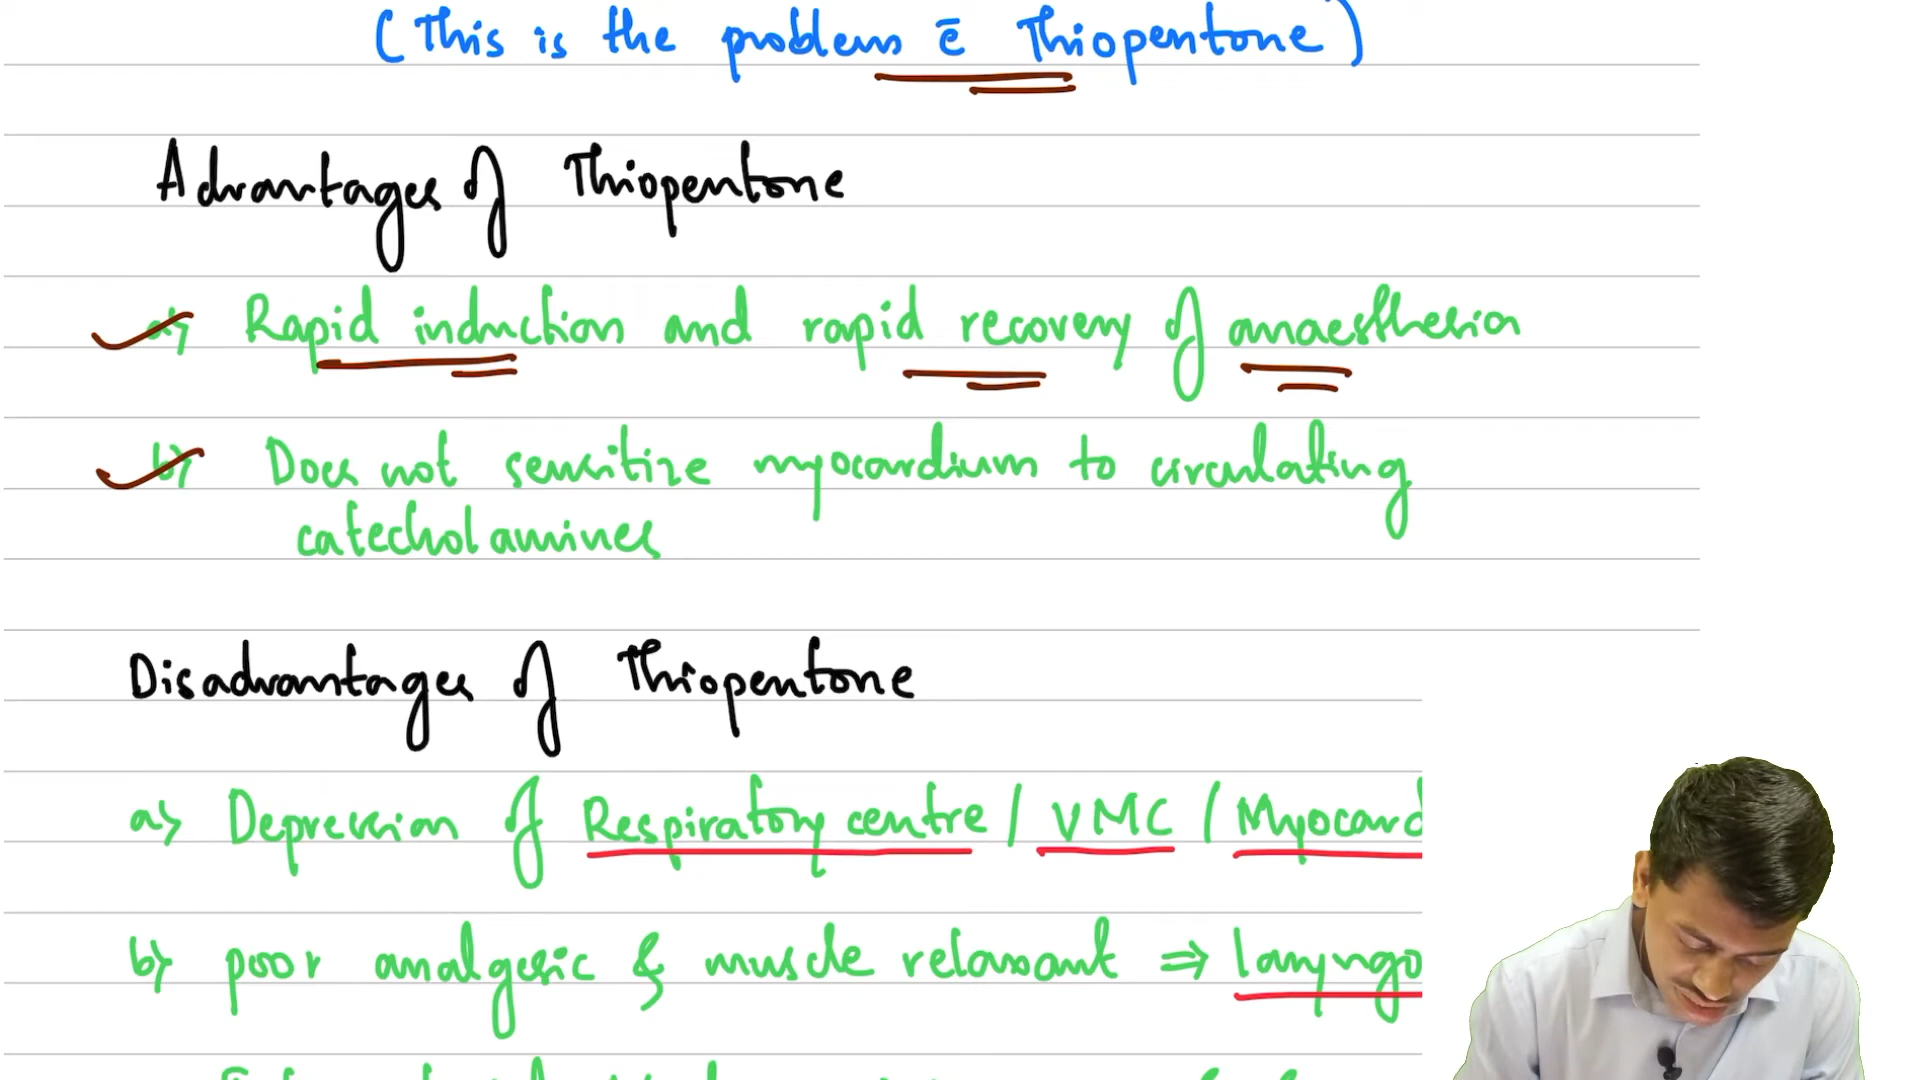 (This is the problem c̄ Thiopentone)
Advantages of Thiopentone
a) Rapid induction and rapid recovery of anaesthesia
b) Does not sensitize myocardium to circulating
catecholamines
Disadvantages of Thiopentone
a) Depression of Respiratory centre / VMC / Myocard
b) poor analgesic & muscle relaxant ⇒ laryngo